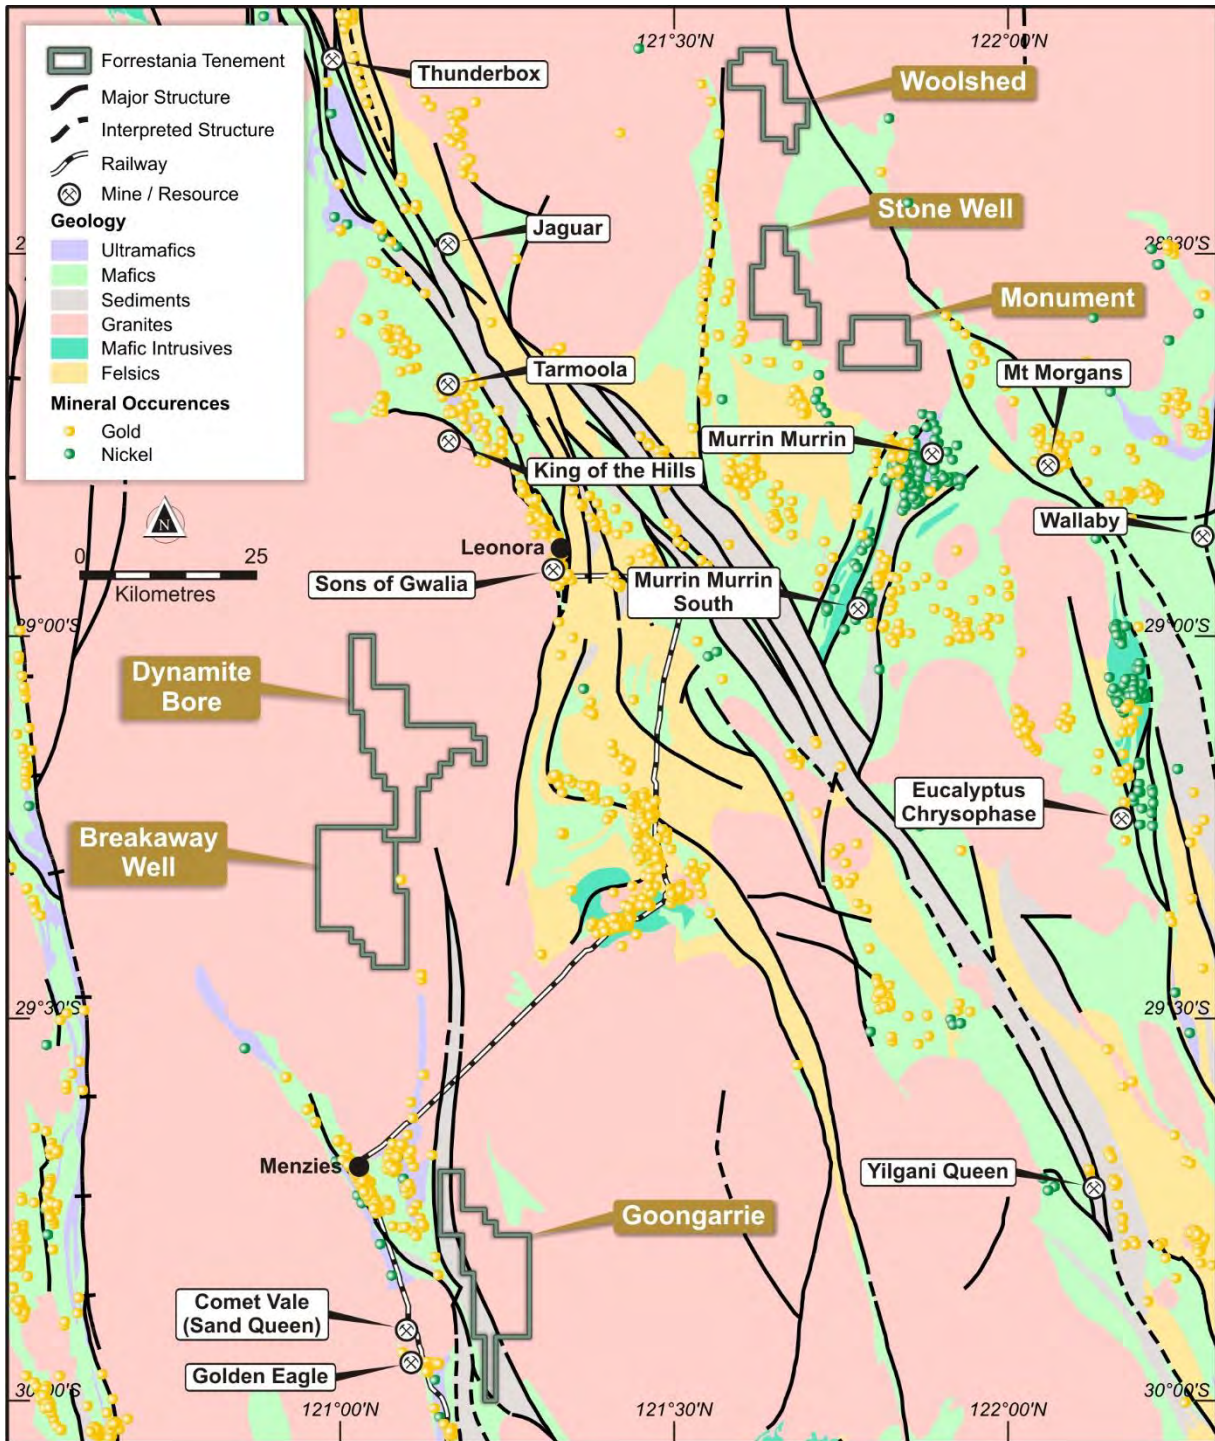 Forrestania Tenement
Major Structure
Interpreted Structure
Railway
Mine / Resource
Geology
Ultramafics
Mafics
Sediments
Granites
Mafic Intrusives
Felsics
Mineral Occurences
Gold
Nickel
N
0 25
Kilometres
121°30'N
122°00'N
Thunderbox
Woolshed
Stone Well
Jaguar
28°30'S
Monument
Tarmoola
Mt Morgans
Murrin Murrin
King of the Hills
Wallaby
Leonora
Sons of Gwalia
Murrin Murrin
South
29°00'S
29°00'S
Dynamite
Bore
Eucalyptus
Chrysophase
Breakaway
Well
29°30'S
29°30'S
Menzies
Yilgani Queen
Goongarrie
Comet Vale
(Sand Queen)
Golden Eagle
30°00'S
121°00'N
121°30'N
122°00'N
30°00'S